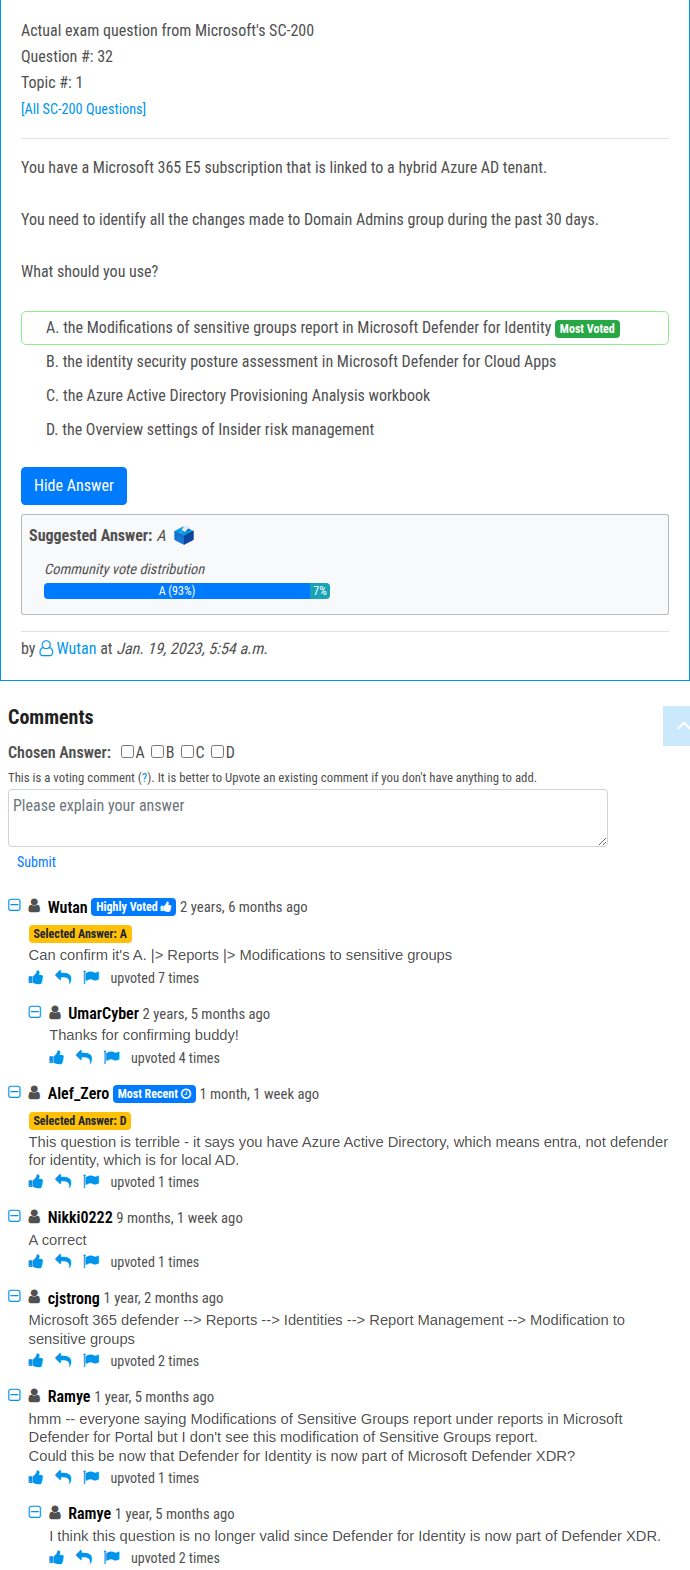 Actual exam question from Microsoft's SC-200
Question #: 32
Topic #: 1
[All SC-200 Questions]
You have a Microsoft 365 E5 subscription that is linked to a hybrid Azure AD tenant.
You need to identify all the changes made to Domain Admins group during the past 30 days.
What should you use?
A. the Modifications of sensitive groups report in Microsoft Defender for Identity Most Voted
B. the identity security posture assessment in Microsoft Defender for Cloud Apps
C. the Azure Active Directory Provisioning Analysis workbook
D. the Overview settings of Insider risk management
Hide Answer
Suggested Answer: A
Community vote distribution
A (93%) 7%
by Wutan at Jan. 19, 2023, 5:54 a.m.
Comments
Chosen Answer: A B C D
This is a voting comment (?). It is better to Upvote an existing comment if you don't have anything to add.
Please explain your answer
Submit
Wutan Highly Voted 2 years, 6 months ago
Selected Answer: A
Can confirm it's A. |> Reports |> Modifications to sensitive groups
upvoted 7 times
UmarCyber 2 years, 5 months ago
Thanks for confirming buddy!
upvoted 4 times
Alef_Zero Most Recent 1 month, 1 week ago
Selected Answer: D
This question is terrible - it says you have Azure Active Directory, which means entra, not defender
for identity, which is for local AD.
upvoted 1 times
Nikki0222 9 months, 1 week ago
A correct
upvoted 1 times
cjstrong 1 year, 2 months ago
Microsoft 365 defender --> Reports --> Identities --> Report Management --> Modification to
sensitive groups
upvoted 2 times
Ramye 1 year, 5 months ago
hmm -- everyone saying Modifications of Sensitive Groups report under reports in Microsoft
Defender for Portal but I don't see this modification of Sensitive Groups report.
Could this be now that Defender for Identity is now part of Microsoft Defender XDR?
upvoted 1 times
Ramye 1 year, 5 months ago
I think this question is no longer valid since Defender for Identity is now part of Defender XDR.
upvoted 2 times